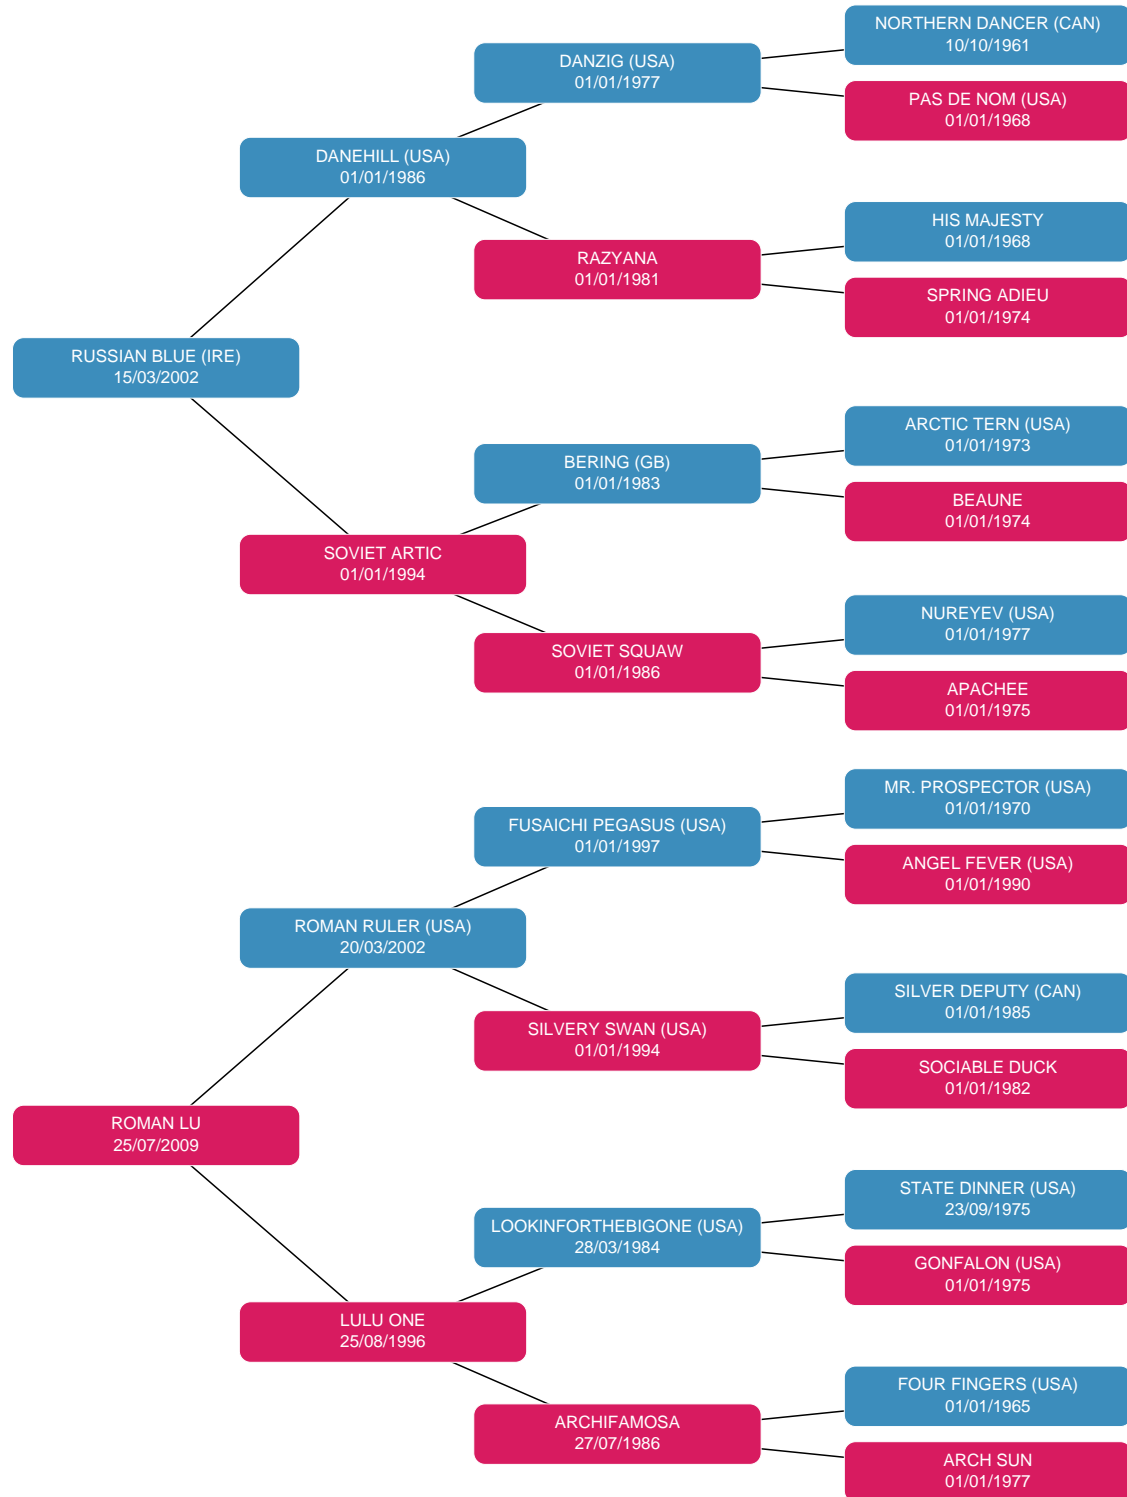 NORTHERN DANCER (CAN)
10/10/1961
DANZIG (USA)
01/01/1977
PAS DE NOM (USA)
01/01/1968
DANEHILL (USA)
01/01/1986
HIS MAJESTY
01/01/1968
RAZYANA
01/01/1981
SPRING ADIEU
01/01/1974
RUSSIAN BLUE (IRE)
15/03/2002
ARCTIC TERN (USA)
01/01/1973
BERING (GB)
01/01/1983
BEAUNE
01/01/1974
SOVIET ARTIC
01/01/1994
NUREYEV (USA)
01/01/1977
SOVIET SQUAW
01/01/1986
APACHEE
01/01/1975
MR. PROSPECTOR (USA)
01/01/1970
FUSAICHI PEGASUS (USA)
01/01/1997
ANGEL FEVER (USA)
01/01/1990
ROMAN RULER (USA)
20/03/2002
SILVER DEPUTY (CAN)
01/01/1985
SILVERY SWAN (USA)
01/01/1994
SOCIABLE DUCK
01/01/1982
ROMAN LU
25/07/2009
STATE DINNER (USA)
23/09/1975
LOOKINFORTHEBIGONE (USA)
28/03/1984
GONFALON (USA)
01/01/1975
LULU ONE
25/08/1996
FOUR FINGERS (USA)
01/01/1965
ARCHIFAMOSA
27/07/1986
ARCH SUN
01/01/1977